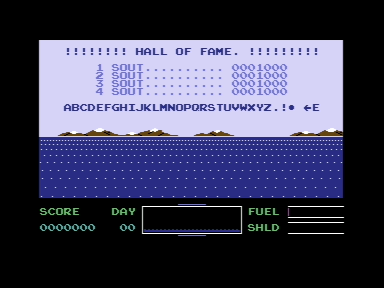 !!!!!!!! HALL OF FAME. !!!!!!!!!
1 SOUT.......... 0001000
2 SOUT.......... 0001000
3 SOUT.......... 0001000
4 SOUT.......... 0001000
ABCDEFGHIJKLMNOPQRSTUVWXYZ.!● ←E
SCORE DAY FUEL
0000000 00 SHLD